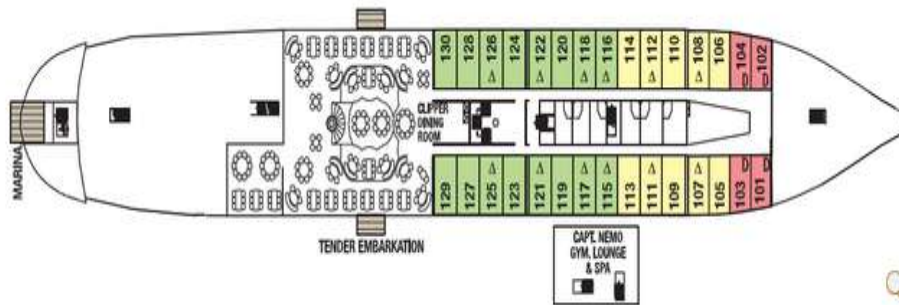 130 128 126 124 122 120 118 116 114 112 110 108 106 104 102
CLIPPER
DINING
ROOM
MARINA
129 127 125 123 121 119 117 115 113 111 109 107 105 103 101
TENDER EMBARKATION
CAPT. NEMO
GYM, LOUNGE
& SPA